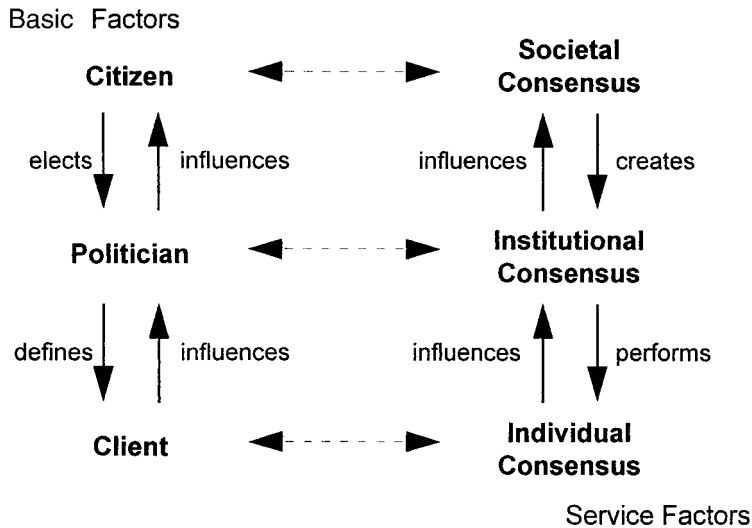 Basic Factors
Citizen
Societal
Consensus
elects
influences
influences
creates
Politician
Institutional
Consensus
defines
influences
influences
performs
Client
Individual
Consensus
Service Factors